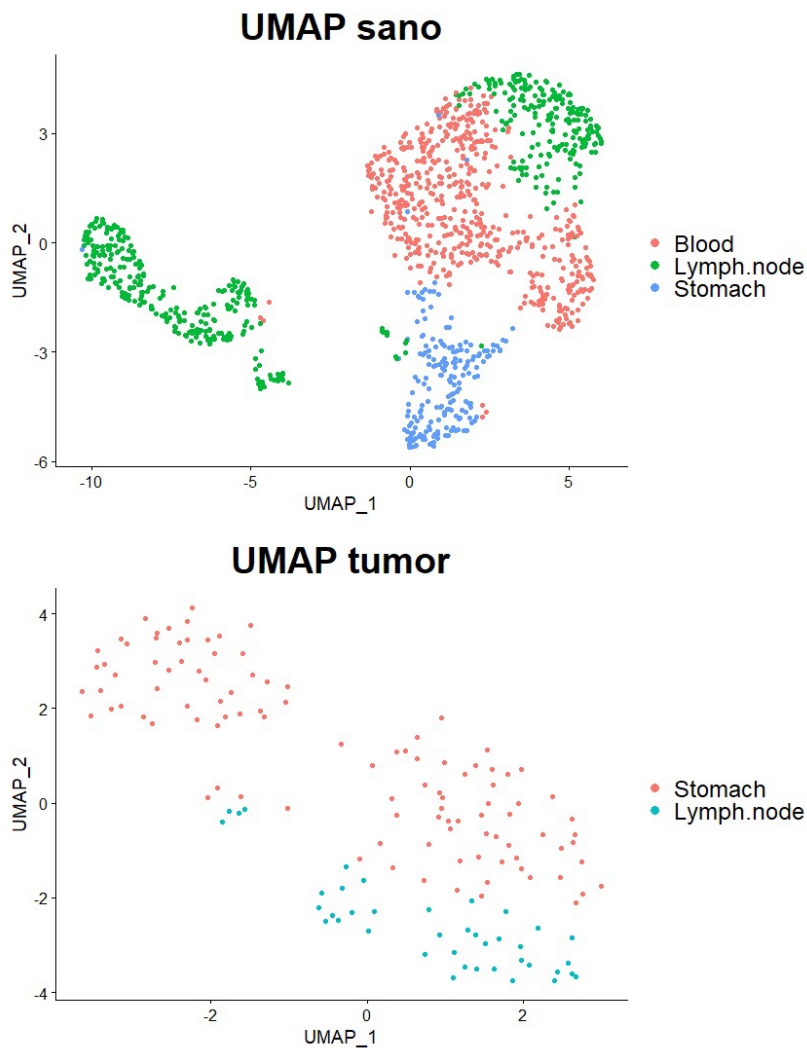 UMAP sano
3
0
-3
-6
UMAP_2
-10
-5
0
5
UMAP_1
Blood
Lymph.node
Stomach
UMAP tumor
4
2
0
-2
-4
UMAP_2
-2
0
2
UMAP_1
Stomach
Lymph.node